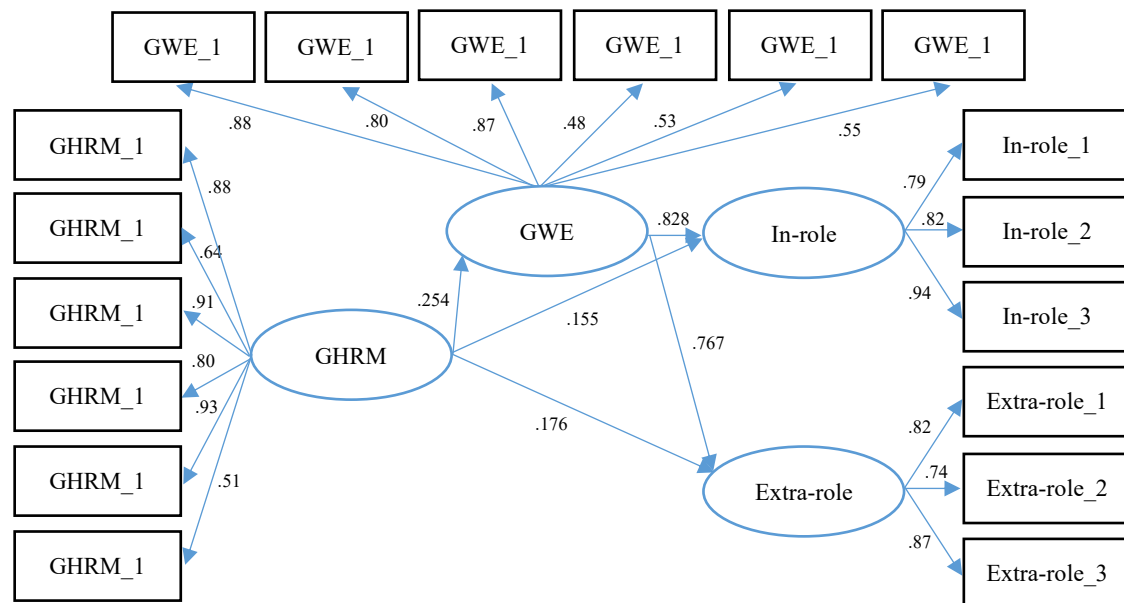 GWE_1
GWE_1
GWE_1
GWE_1
GWE_1
GWE_1
.88
.80
.87
.48
.53
.55
GHRM_1
GHRM_1
GHRM_1
GHRM_1
GHRM_1
GHRM_1
.88
.64
.91
.80
.93
.51
GHRM
GWE
In-role
Extra-role
.254
.828
.155
.767
.176
.79
.82
.94
In-role_1
In-role_2
In-role_3
.82
.74
.87
Extra-role_1
Extra-role_2
Extra-role_3